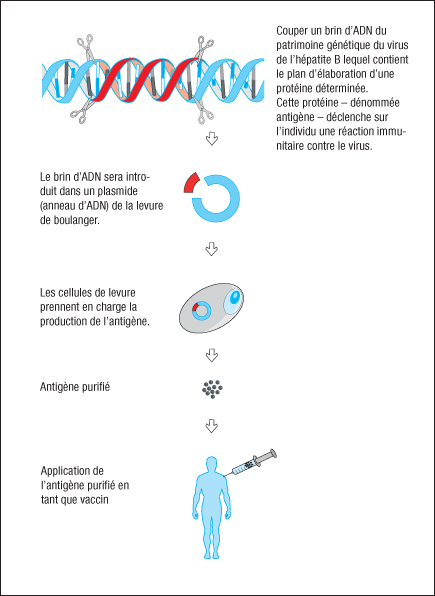 Couper un brin d’ADN du
patrimoine génétique du virus
de l’hépatite B lequel contient
le plan d’élaboration d’une
protéine déterminée.
Cette protéine – dénommée
antigène – déclenche sur
l’individu une réaction immu-
nitaire contre le virus.
Le brin d’ADN sera intro-
duit dans un plasmide
(anneau d’ADN) de la levure
de boulanger.
Les cellules de levure
prennent en charge la
production de l’antigène.
Antigène purifié
Application de
l’antigène purifié en
tant que vaccin